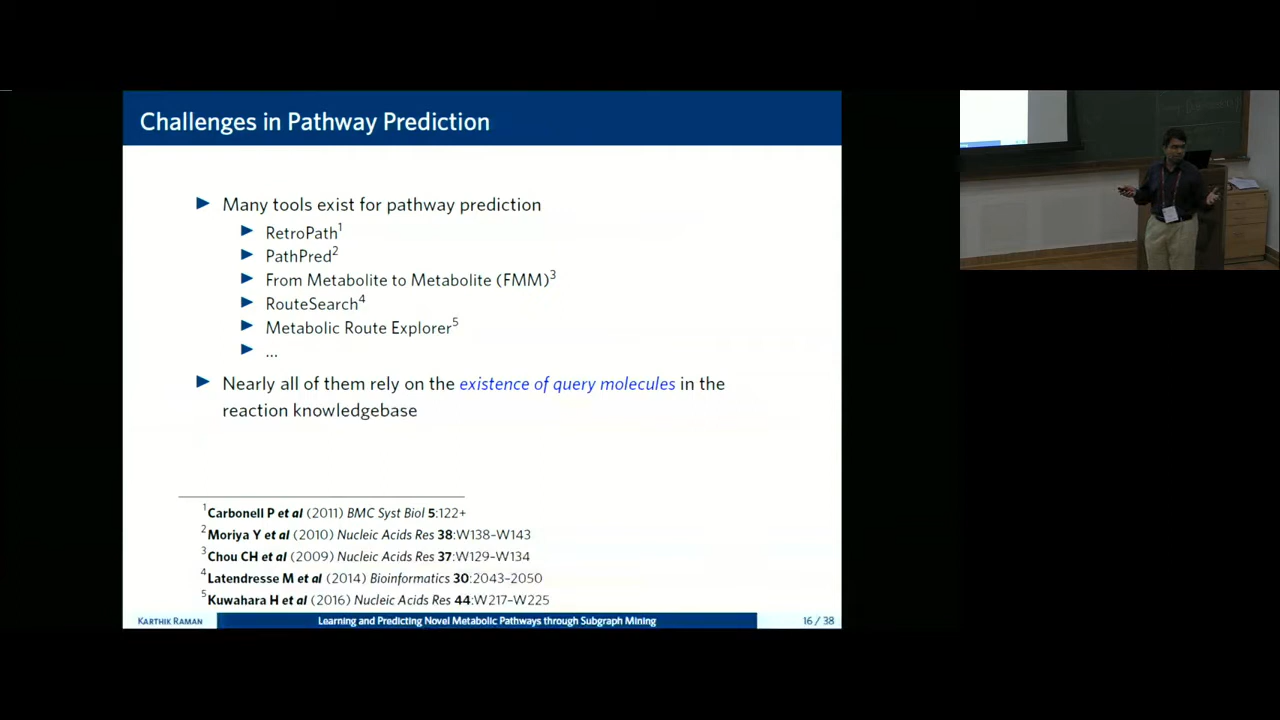 Challenges in Pathway Prediction
Many tools exist for pathway prediction
RetroPath1
PathPred2
From Metabolite to Metabolite (FMM)3
RouteSearch4
Metabolic Route Explorer5
...
Nearly all of them rely on the existence of query molecules in the
reaction knowledgebase
1Carbonell P et al (2011) BMC Syst Biol 5:122+
2Moriya Y et al (2010) Nucleic Acids Res 38:W138–W143
3Chou CH et al (2009) Nucleic Acids Res 37:W129–W134
4Latendresse M et al (2014) Bioinformatics 30:2043–2050
5Kuwahara H et al (2016) Nucleic Acids Res 44:W217–W225
KARTHIK RAMAN
Learning and Predicting Novel Metabolic Pathways through Subgraph Mining
16 / 38